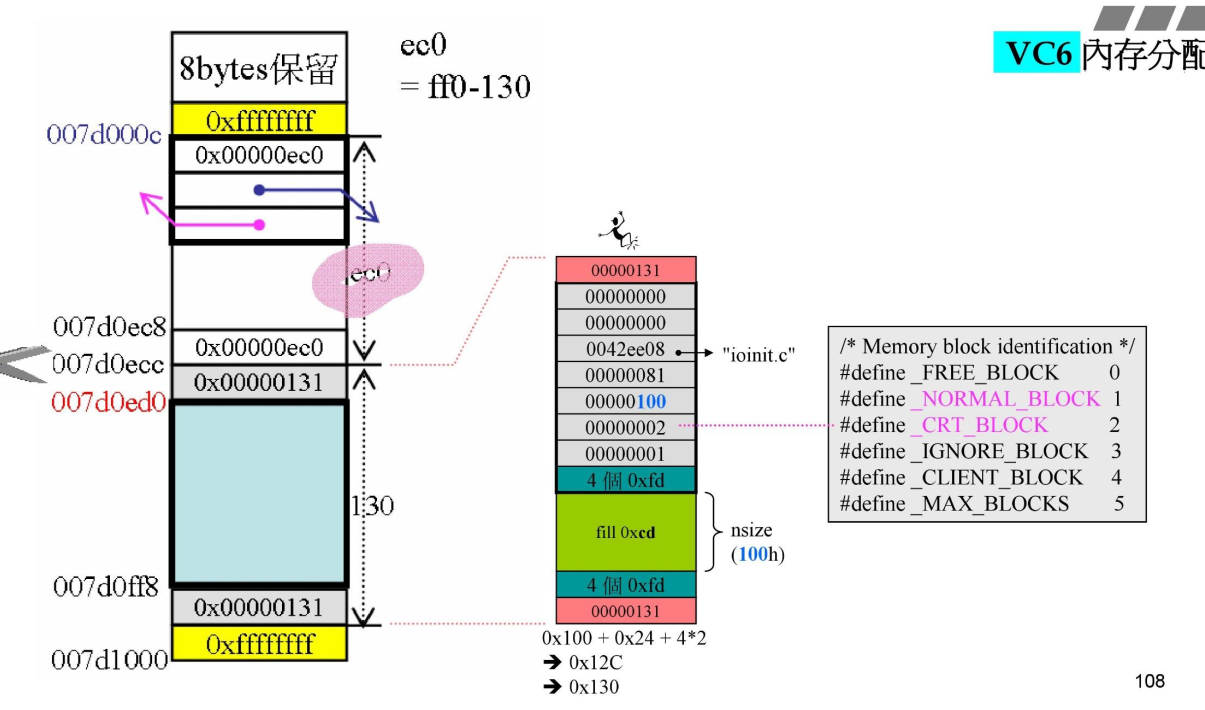 VC6 內存分配
ec0
= ff0-130
8bytes保留
0xffffffff
007d000c
0x00000ec0
ec0
007d0ec8
0x00000ec0
007d0ecc
0x00000131
007d0ed0
130
007d0ff8
0x00000131
0xffffffff
007d1000
00000131
00000000
00000000
0042ee08
"ioinit.c"
00000081
00000100
00000002
00000001
4 個 0xfd
fill 0xcd
nsize
(100h)
4 個 0xfd
00000131
0x100 + 0x24 + 4*2
➔ 0x12C
➔ 0x130
/* Memory block identification */
#define _FREE_BLOCK 0
#define _NORMAL_BLOCK 1
#define _CRT_BLOCK 2
#define _IGNORE_BLOCK 3
#define _CLIENT_BLOCK 4
#define _MAX_BLOCKS 5
108